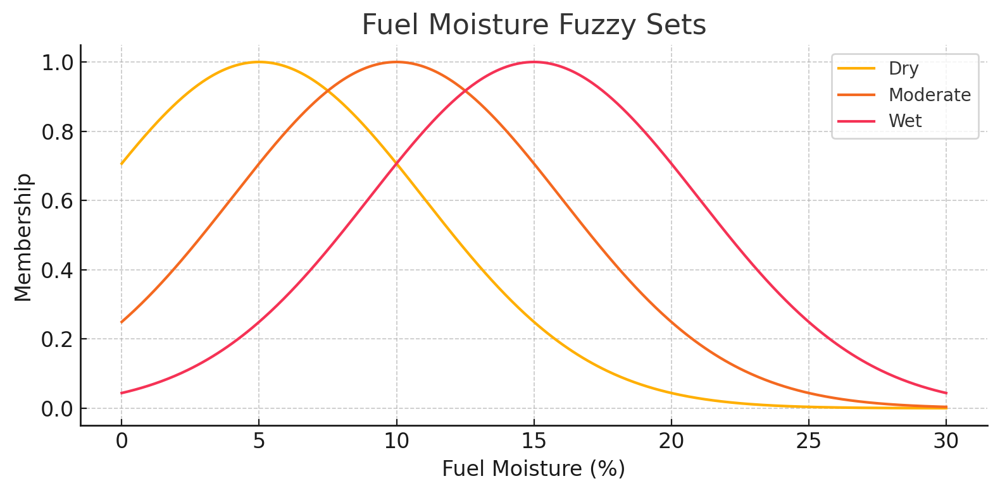 Fuel Moisture Fuzzy Sets
Membership
1.0
0.8
0.6
0.4
0.2
0.0
0 5 10 15 20 25 30
Fuel Moisture (%)
Dry
Moderate
Wet